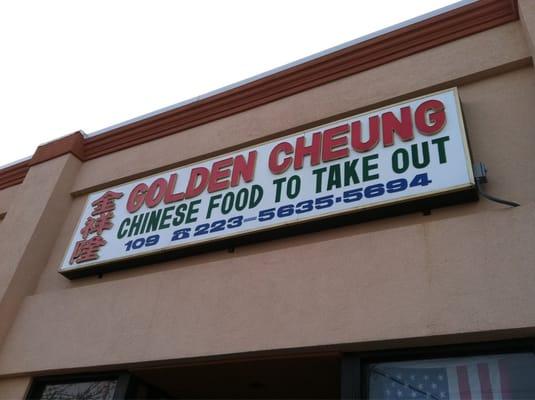 金祥隆
GOLDEN CHEUNG
CHINESE FOOD TO TAKE OUT
109 ☎ 223-5635·5694